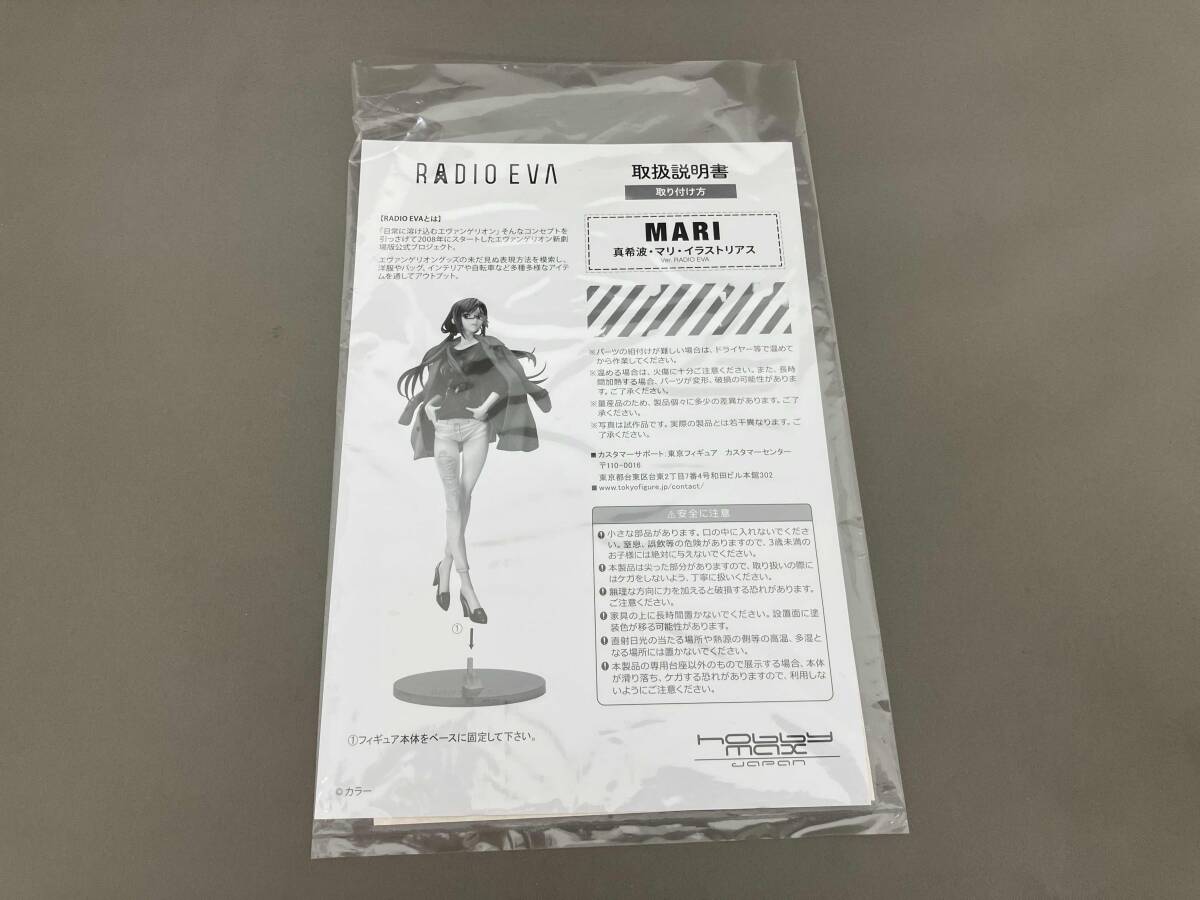 RADIO EVA
取扱説明書
取り付け方
【RADIO EVAとは】
「日常に溶け込むエヴァンゲリオン」そんなコンセプトを
引っさげて2008年にスタートしたエヴァンゲリオン新劇
場版公式プロジェクト。
エヴァンゲリオングッズの未だ見ぬ表現方法を模索し、
洋服やバッグ、インテリアや自転車など多種多様なアイテ
ムを通してアウトプット。
MARI
真希波・マリ・イラストリアス
Ver. RADIO EVA
※パーツの組付けが難しい場合は、ドライヤー等で温めて
から作業してください。
※温める場合は、火傷に十分ご注意ください。また、長時
間加熱する場合、パーツが変形、破損の可能性がありま
す。ご了承ください。
※量産品のため、製品個々に多少の差異があります。ご了
承ください。
※写真は試作品です。実際の製品とは若干異なります。ご
了承ください。
■カスタマーサポート:東京フィギュア カスタマーセンター
〒110-0016
東京都台東区台東2丁目7番4号和田ビル本館302
■www.tokyofigure.jp/contact/
⚠安全に注意
小さな部品があります。口の中に入れないでくださ
い。窒息、誤飲等の危険がありますので、3歳未満の
お子様には絶対に与えないでください。
本製品は尖った部分がありますので、取り扱いの際に
はケガをしないよう、丁寧に扱いください。
無理な方向に力を加えると破損する恐れがあります。
ご注意ください。
家具の上に長時間置かないでください。設置面に塗
装色が移る可能性があります。
直射日光の当たる場所や熱源の側等の高温、多湿と
なる場所には置かないでください。
本製品の専用台座以外のもので展示する場合、本体
が滑り落ち、ケガする恐れがありますので、利用しな
いようにご注意ください。
①
①フィギュア本体をベースに固定して下さい。
hobby
max
japan
©カラー